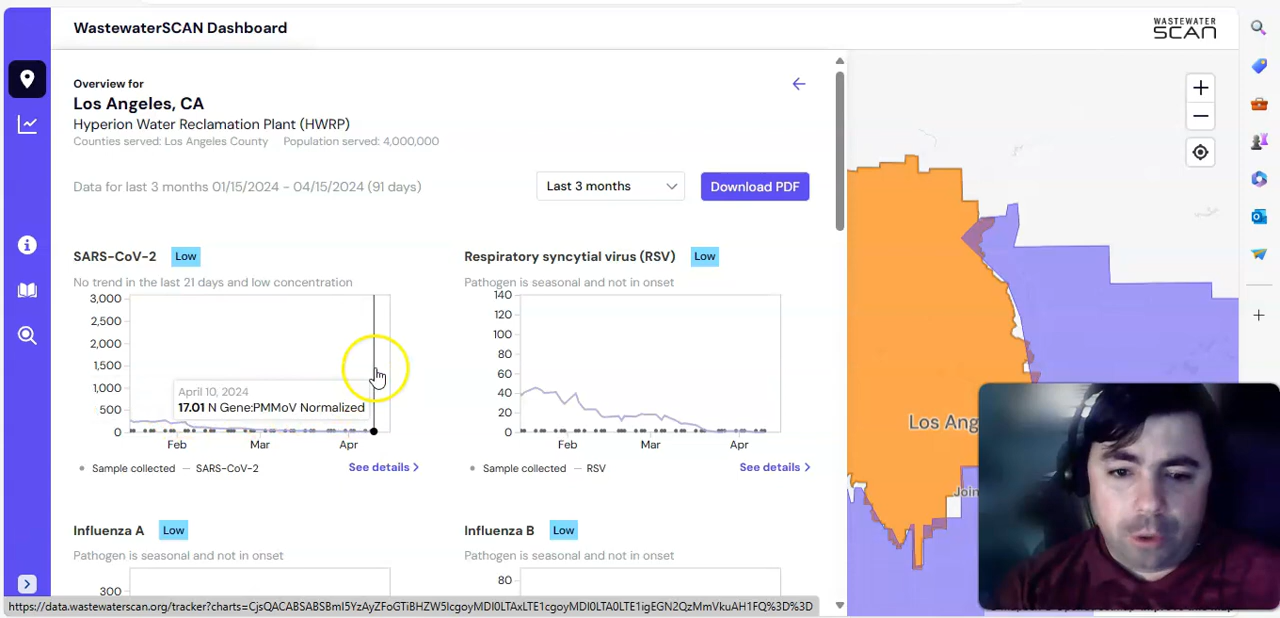 WastewaterSCAN Dashboard
WASTEWATER
SCAN
Overview for
Los Angeles, CA
Hyperion Water Reclamation Plant (HWRP)
Counties served: Los Angeles County Population served: 4,000,000
Data for last 3 months 01/15/2024 - 04/15/2024 (91 days)
Last 3 months
Download PDF
SARS-CoV-2 Low
No trend in the last 21 days and low concentration
3,000
2,500
2,000
1,500
1,000
500
0
April 10, 2024
17.01 N Gene:PMMoV Normalized
Feb Mar Apr
Sample collected — SARS-CoV-2
See details >
Respiratory syncytial virus (RSV) Low
Pathogen is seasonal and not in onset
140
120
100
80
60
40
20
0
Feb Mar Apr
Sample collected — RSV
See details >
Influenza A Low
Pathogen is seasonal and not in onset
300
Influenza B Low
Pathogen is seasonal and not in onset
80
Los Ang
Join